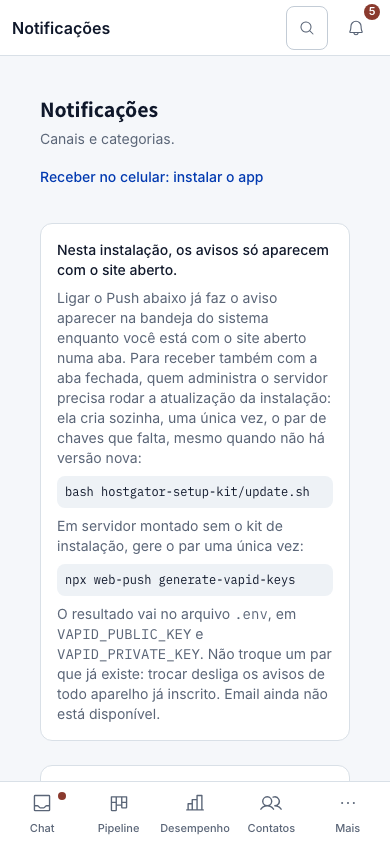 Notificações
5
Notificações
Canais e categorias.
Receber no celular: instalar o app
Nesta instalação, os avisos só aparecem
com o site aberto.
Ligar o Push abaixo já faz o aviso
aparecer na bandeja do sistema
enquanto você está com o site aberto
numa aba. Para receber também com a
aba fechada, quem administra o servidor
precisa rodar a atualização da instalação:
ela cria sozinha, uma única vez, o par de
chaves que falta, mesmo quando não há
versão nova:
bash hostgator-setup-kit/update.sh
Em servidor montado sem o kit de
instalação, gere o par uma única vez:
npx web-push generate-vapid-keys
O resultado vai no arquivo .env, em
VAPID_PUBLIC_KEY e
VAPID_PRIVATE_KEY. Não troque um par
que já existe: trocar desliga os avisos de
todo aparelho já inscrito. Email ainda não
está disponível.
Chat
Pipeline
Desempenho
Contatos
Mais